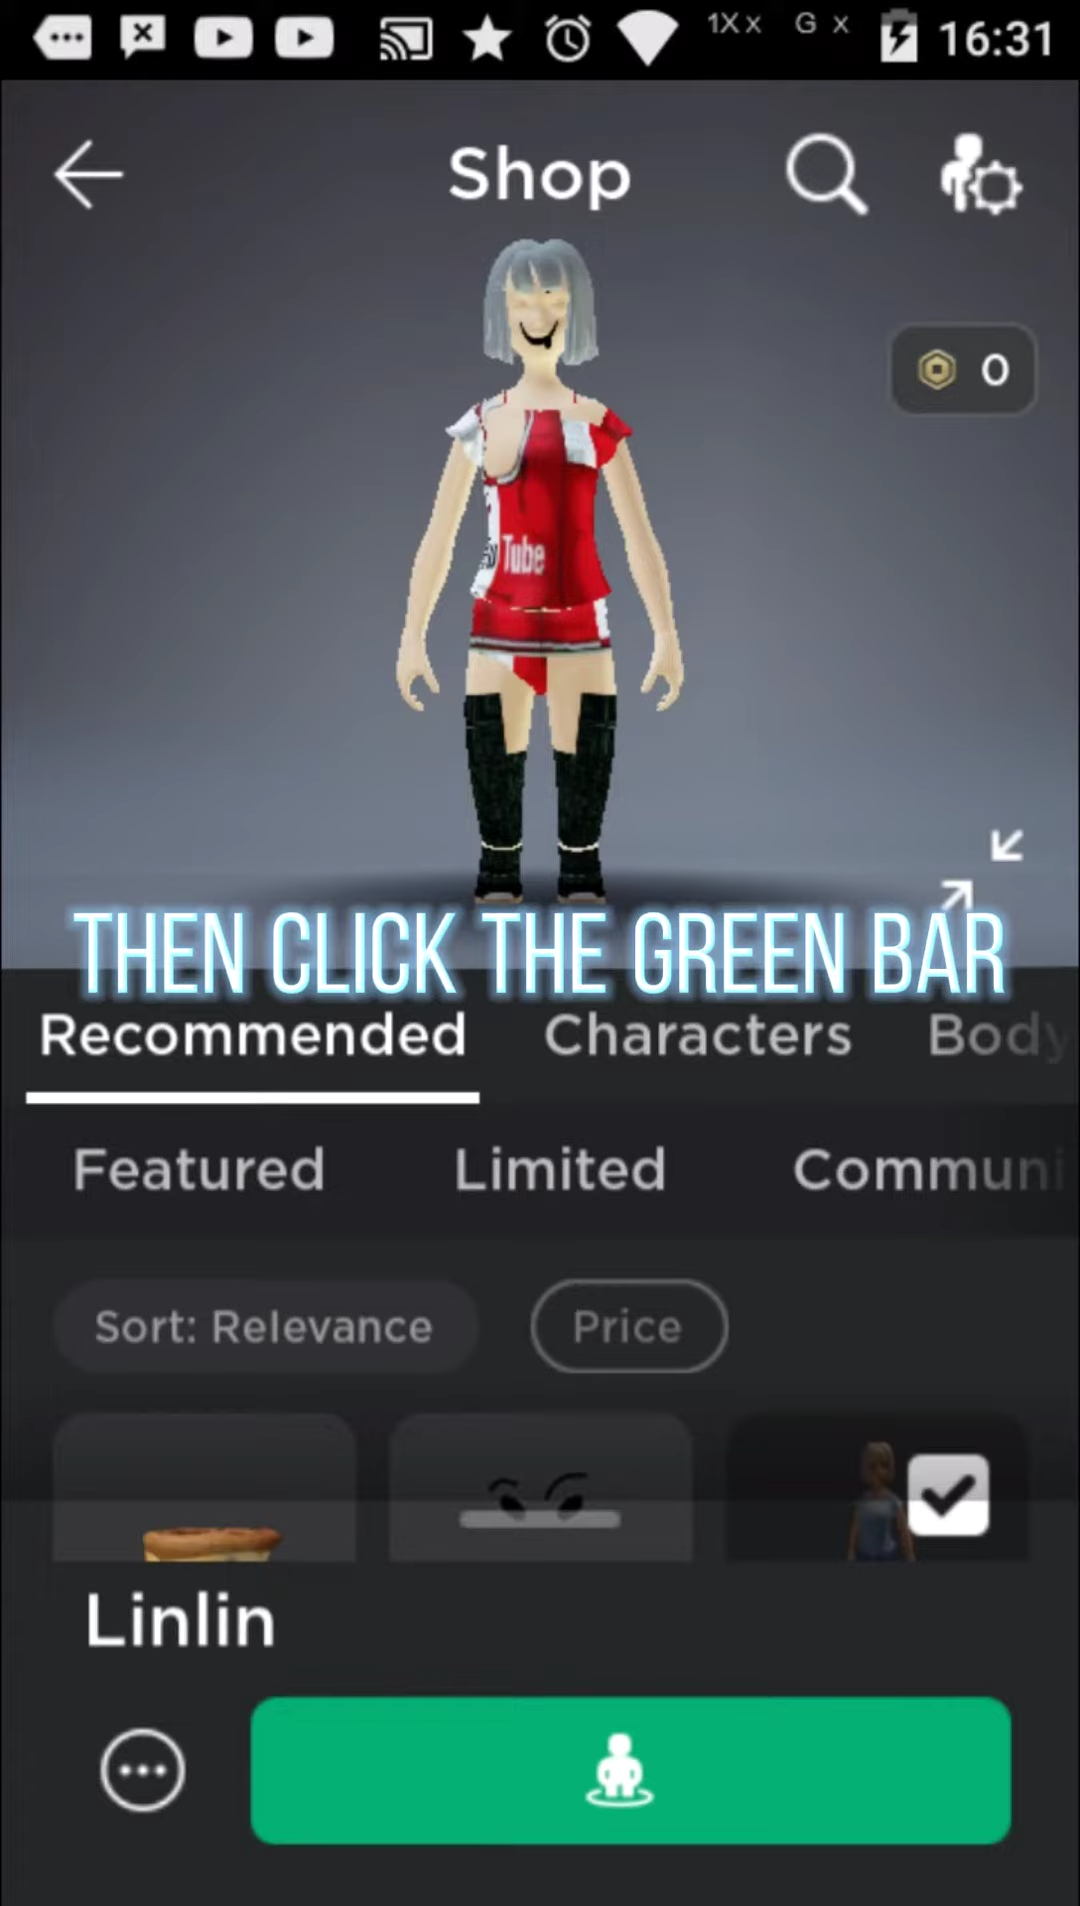 1X x G x 16:31
Shop
0
Tube
THEN CLICK THE GREEN BAR
Recommended Characters Body
Featured Limited Communi
Sort: Relevance Price
Linlin